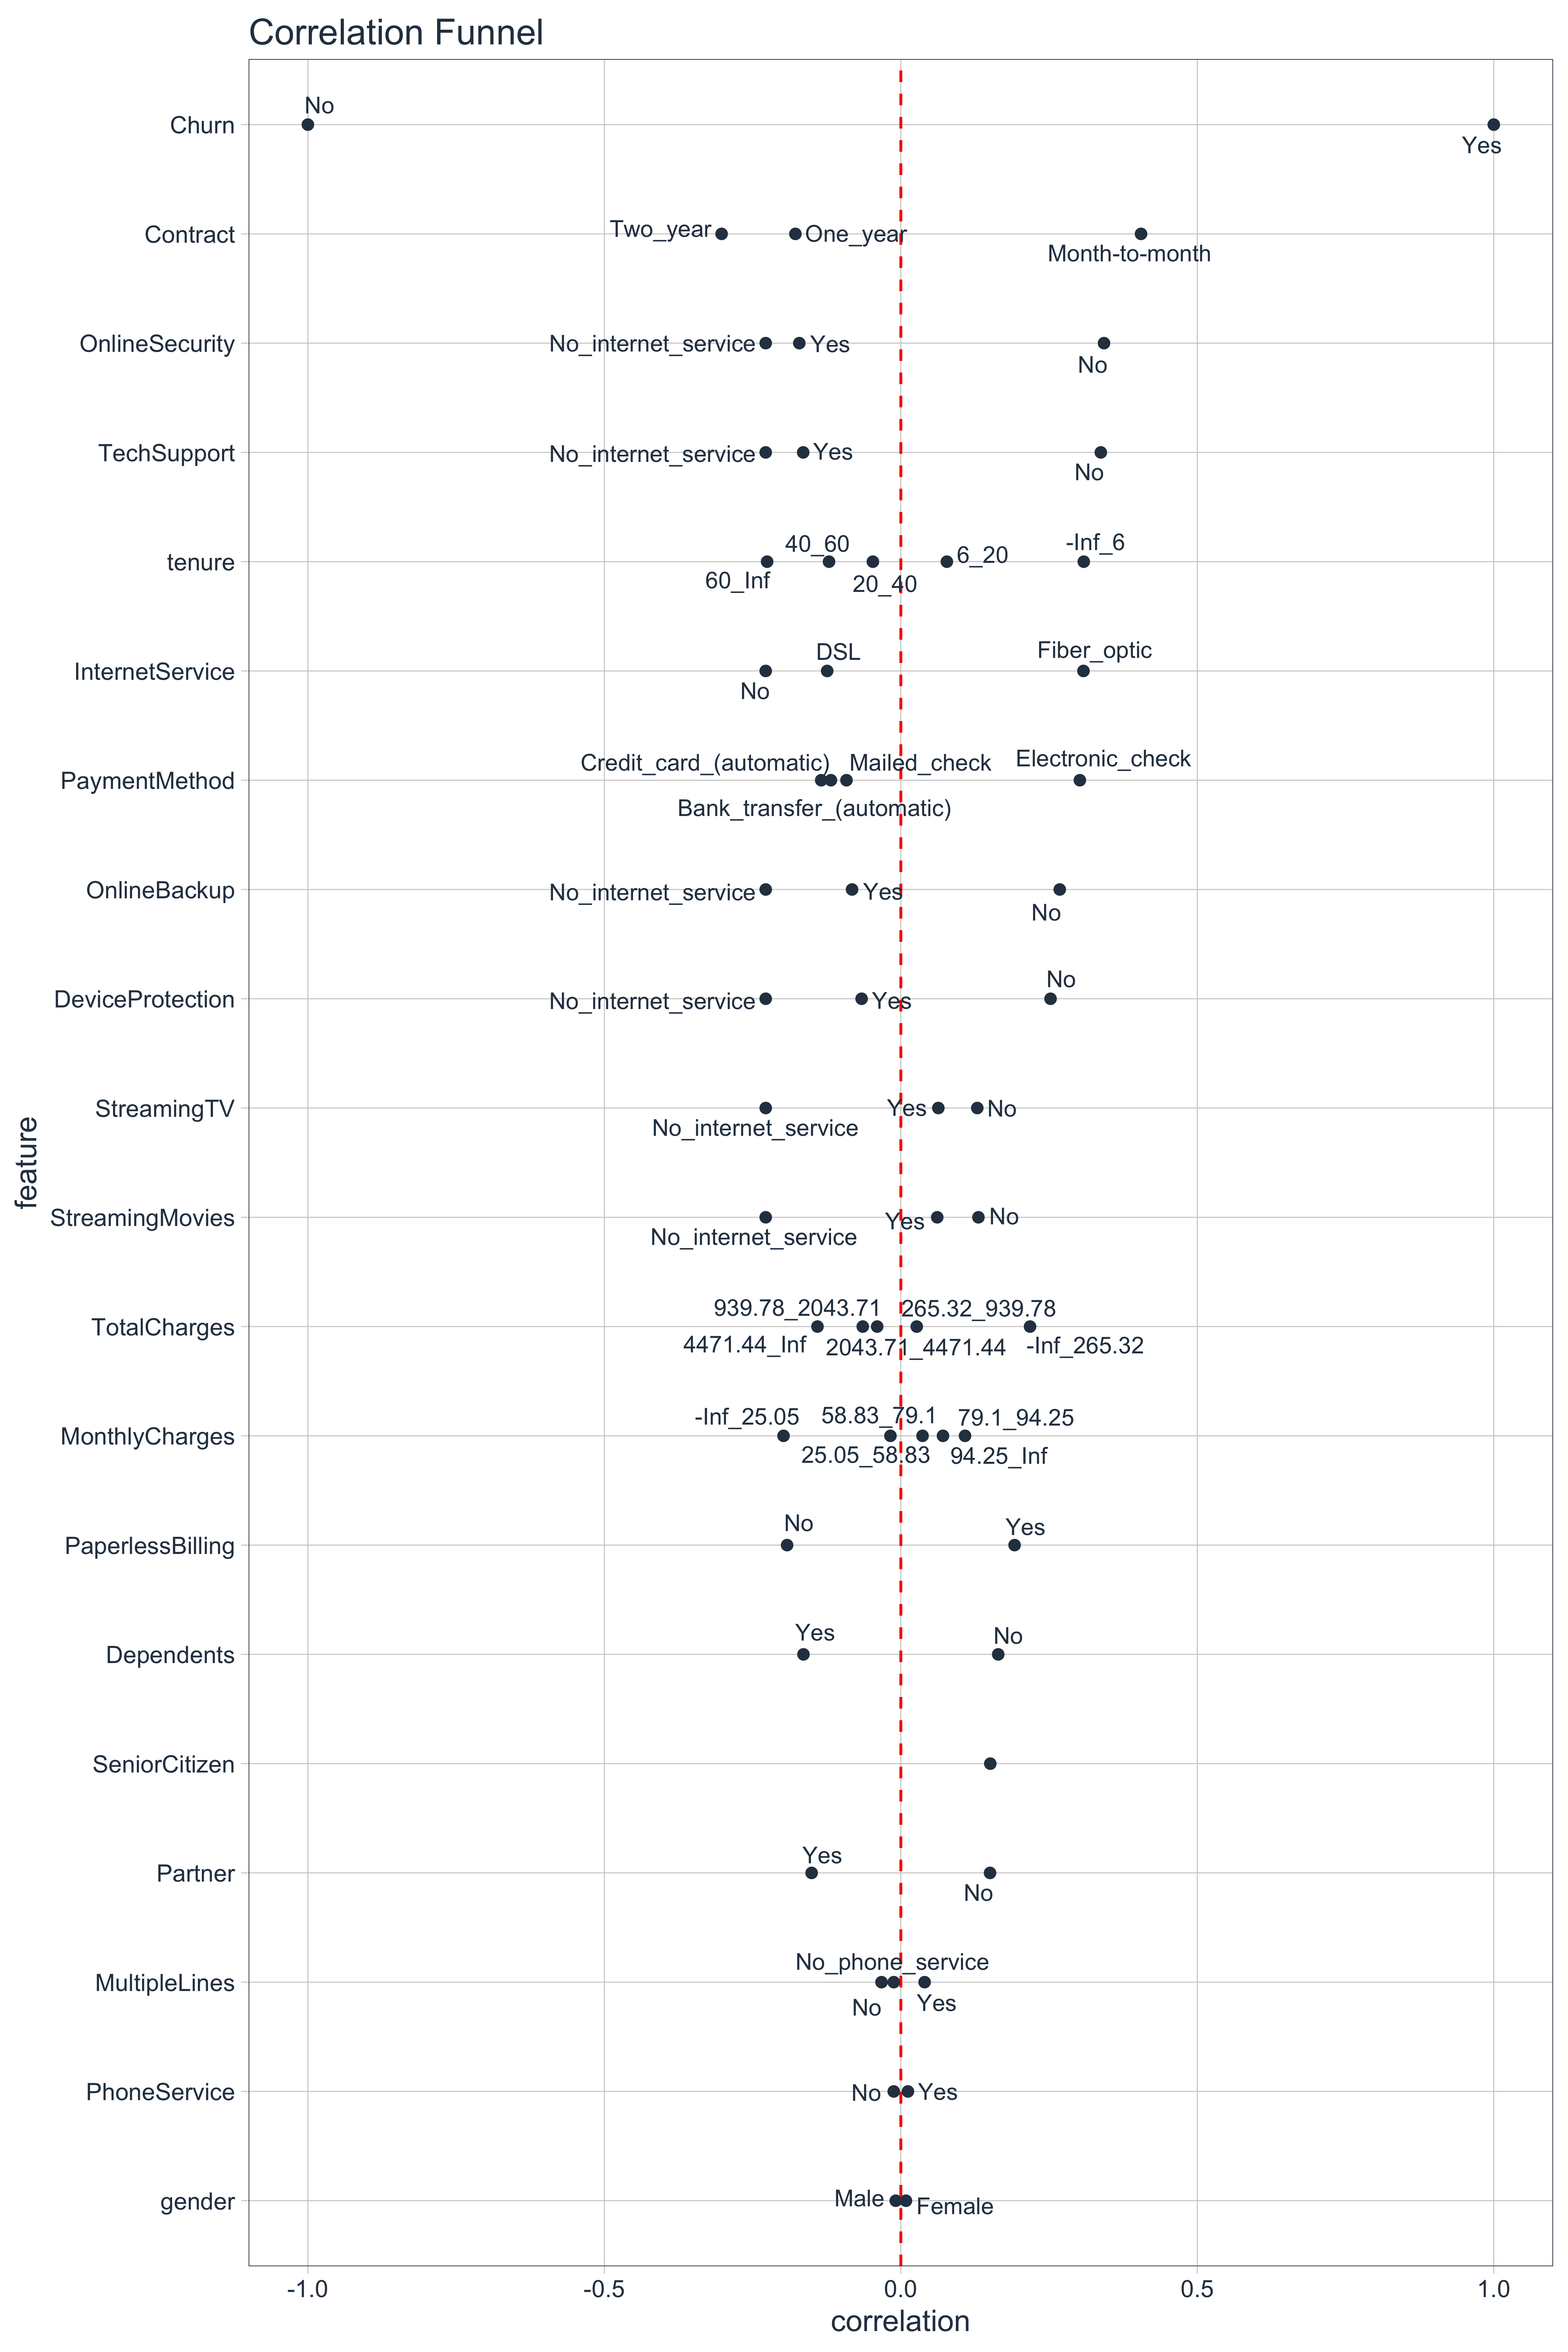 Correlation Funnel
Churn
No
Yes
Contract
Two_year
One_year
Month-to-month
OnlineSecurity
No_internet_service
Yes
No
TechSupport
No_internet_service
Yes
No
tenure
60_Inf
40_60
20_40
6_20
-Inf_6
InternetService
No
DSL
Fiber_optic
PaymentMethod
Credit_card_(automatic)
Bank_transfer_(automatic)
Mailed_check
Electronic_check
OnlineBackup
No_internet_service
Yes
No
DeviceProtection
No_internet_service
Yes
No
StreamingTV
No_internet_service
Yes
No
StreamingMovies
No_internet_service
Yes
No
TotalCharges
939.78_2043.71
265.32_939.78
4471.44_Inf
2043.71_4471.44
-Inf_265.32
MonthlyCharges
-Inf_25.05
58.83_79.1
79.1_94.25
25.05_58.83
94.25_Inf
PaperlessBilling
No
Yes
Dependents
Yes
No
SeniorCitizen
Partner
Yes
No
MultipleLines
No_phone_service
No
Yes
PhoneService
No
Yes
gender
Male
Female
feature
-1.0
-0.5
0.0
0.5
1.0
correlation